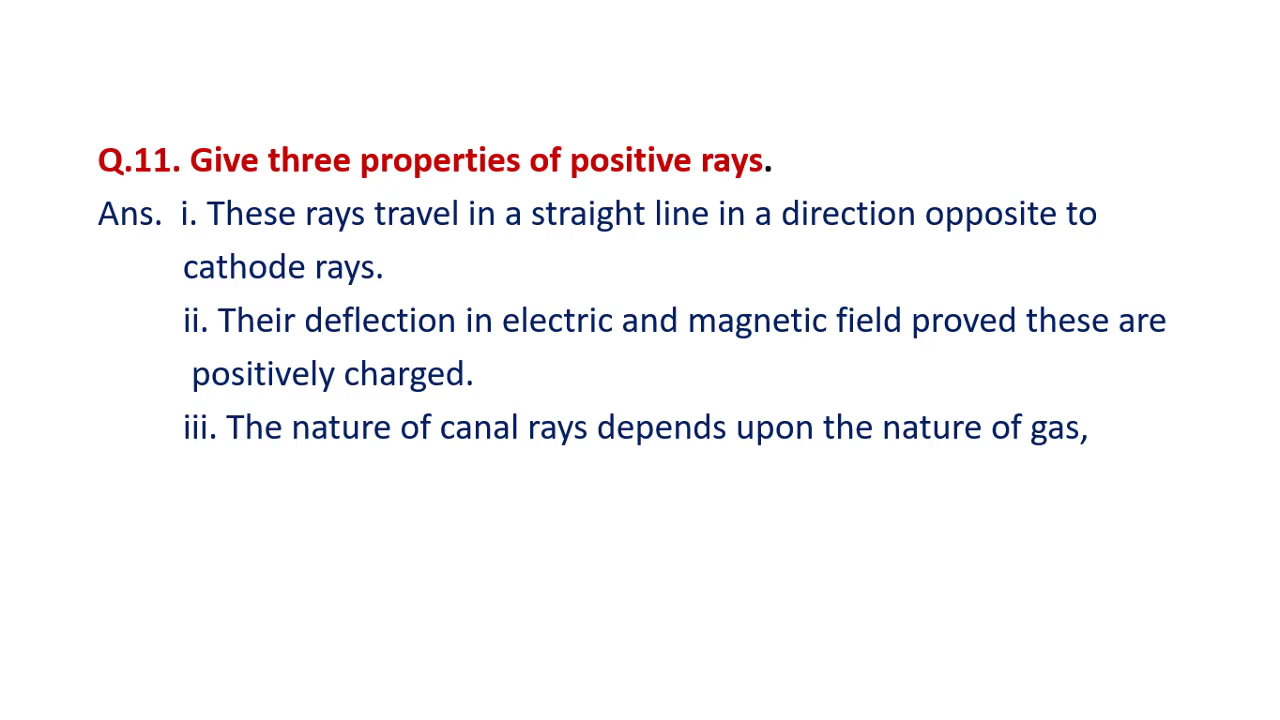 Q.11. Give three properties of positive rays.
Ans. i. These rays travel in a straight line in a direction opposite to
cathode rays.
ii. Their deflection in electric and magnetic field proved these are
positively charged.
iii. The nature of canal rays depends upon the nature of gas,